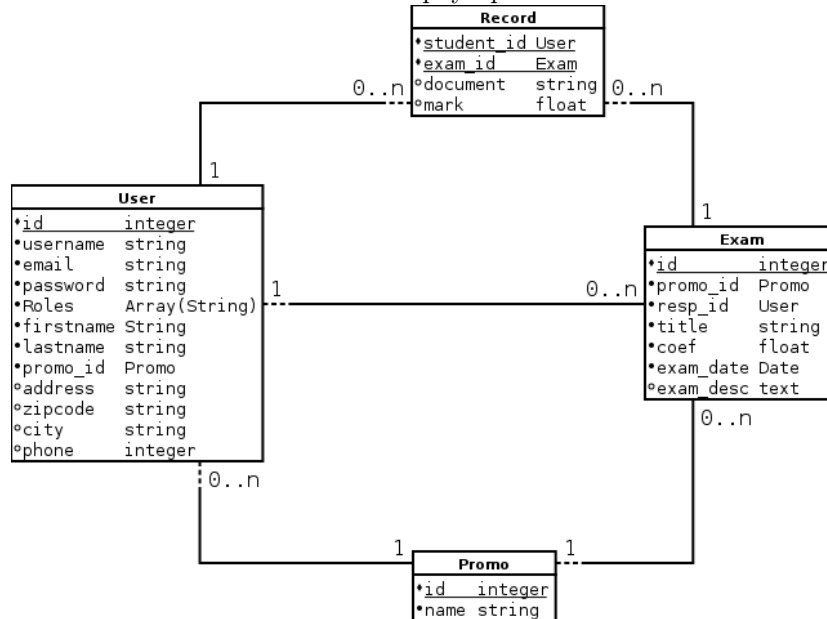 Record
student_id User
exam_id Exam
document string
mark float
0..n
0..n
1
1
User
id integer
username string
email string
password string
Roles Array(String)
firstname String
lastname string
promo_id Promo
address string
zipcode string
city string
phone integer
Exam
id integer
promo_id Promo
resp_id User
title string
coef float
exam_date Date
exam_desc text
1
0..n
0..n
0..n
1
1
Promo
id integer
name string